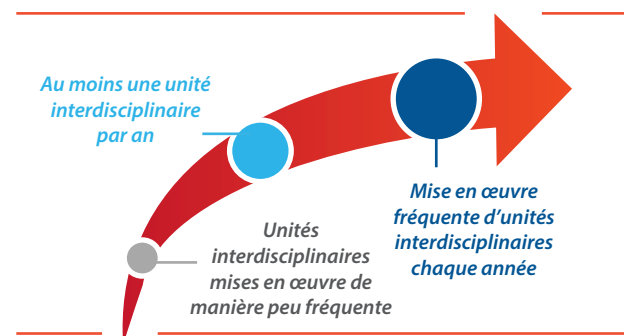 Au moins une unité
interdisciplinaire
par an
Unités
interdisciplinaires
mises en œuvre de
manière peu fréquente
Mise en œuvre
fréquente d’unités
interdisciplinaires
chaque année